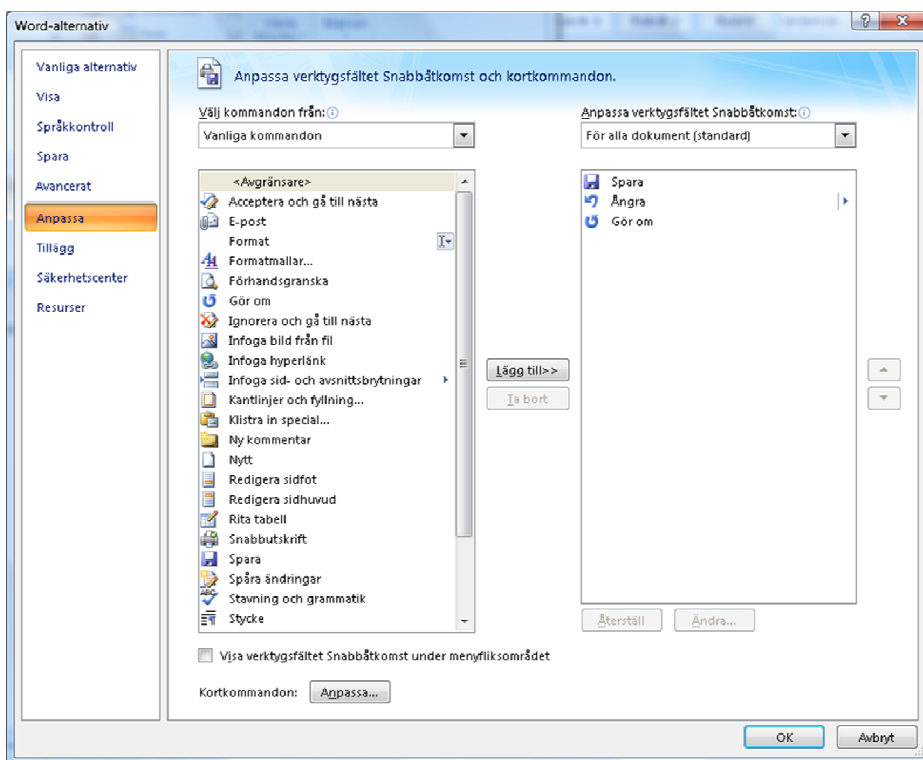 Word-alternativ
Vanliga alternativ
Visa
Språkkontroll
Spara
Avancerat
Anpassa
Tillägg
Säkerhetscenter
Resurser
Anpassa verktygsfältet Snabbåtkomst och kortkommandon.
Välj kommandon från:
Vanliga kommandon
<Avgränsare>
Acceptera och gå till nästa
E-post
Format
Formatmallar...
Förhandsgranska
Gör om
Ignorera och gå till nästa
Infoga bild från fil
Infoga hyperlänk
Infoga sid- och avsnittsbrytningar
Kantlinjer och fyllning...
Klistra in special...
Ny kommentar
Nytt
Redigera sidfot
Redigera sidhuvud
Rita tabell
Snabbutskrift
Spara
Spåra ändringar
Stavning och grammatik
Stycke
Lägg till>>
Ta bort
Anpassa verktygsfältet Snabbåtkomst:
För alla dokument (standard)
Spara
Ångra
Gör om
Återställ
Ändra...
Visa verktygsfältet Snabbåtkomst under menyfliksområdet
Kortkommandon:
Anpassa...
OK
Avbryt